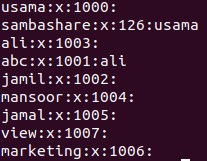 usama:x:1000:
sambashare:x:126:usama
ali:x:1003:
abc:x:1001:ali
jamil:x:1002:
mansoor:x:1004:
jamal:x:1005:
view:x:1007:
marketing:x:1006: